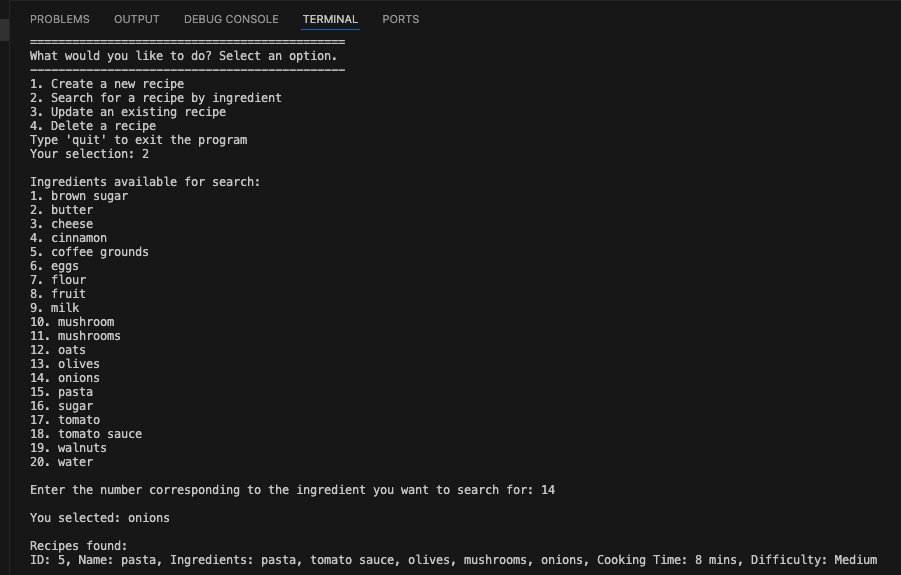 PROBLEMS OUTPUT DEBUG CONSOLE TERMINAL PORTS
=============================================
What would you like to do? Select an option.
---------------------------------------------
1. Create a new recipe
2. Search for a recipe by ingredient
3. Update an existing recipe
4. Delete a recipe
Type 'quit' to exit the program
Your selection: 2
Ingredients available for search:
1. brown sugar
2. butter
3. cheese
4. cinnamon
5. coffee grounds
6. eggs
7. flour
8. fruit
9. milk
10. mushroom
11. mushrooms
12. oats
13. olives
14. onions
15. pasta
16. sugar
17. tomato
18. tomato sauce
19. walnuts
20. water
Enter the number corresponding to the ingredient you want to search for: 14
You selected: onions
Recipes found:
ID: 5, Name: pasta, Ingredients: pasta, tomato sauce, olives, mushrooms, onions, Cooking Time: 8 mins, Difficulty: Medium